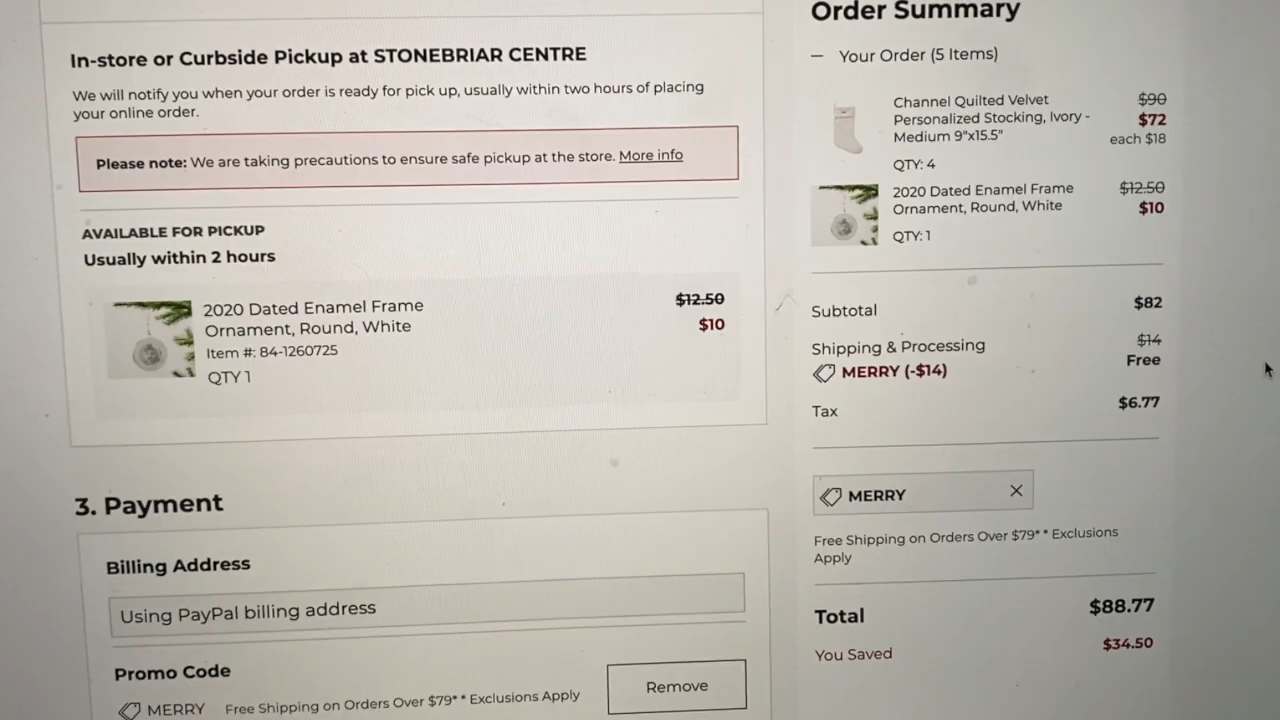 In-store or Curbside Pickup at STONEBRIAR CENTRE
We will notify you when your order is ready for pick up, usually within two hours of placing
your online order.
Please note: We are taking precautions to ensure safe pickup at the store. More info
AVAILABLE FOR PICKUP
Usually within 2 hours
2020 Dated Enamel Frame
Ornament, Round, White
Item #: 84-1260725
QTY 1
$12.50
$10
3. Payment
Billing Address
Using PayPal billing address
Promo Code
MERRY Free Shipping on Orders Over $79** Exclusions Apply
Remove
Order Summary
— Your Order (5 Items)
Channel Quilted Velvet
Personalized Stocking, Ivory -
Medium 9"x15.5"
QTY: 4
$90
$72
each $18
2020 Dated Enamel Frame
Ornament, Round, White
QTY: 1
$12.50
$10
Subtotal $82
Shipping & Processing $14
MERRY (-$14) Free
Tax $6.77
MERRY
Free Shipping on Orders Over $79** Exclusions
Apply
Total $88.77
You Saved $34.50